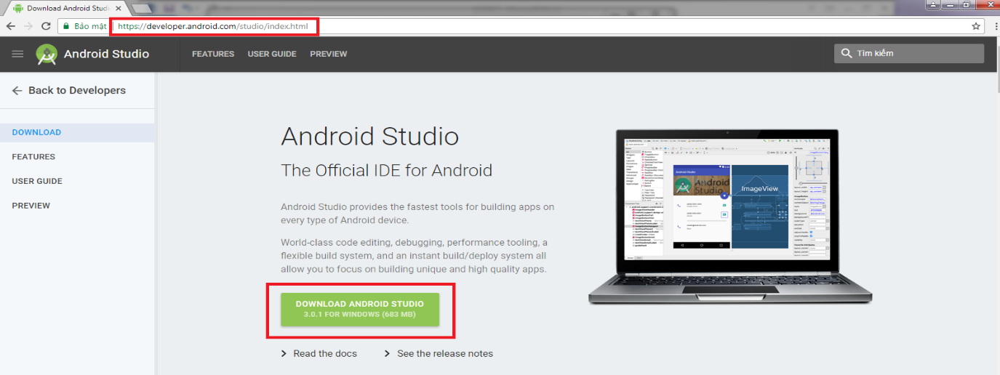 Download Android Studi
Bảo mật
https://developer.android.com/studio/index.html
Android Studio
FEATURES
USER GUIDE
PREVIEW
Tìm kiếm
Back to Developers
DOWNLOAD
FEATURES
USER GUIDE
PREVIEW
Android Studio
The Official IDE for Android
Android Studio provides the fastest tools for building apps on
every type of Android device.
World-class code editing, debugging, performance tooling, a
flexible build system, and an instant build/deploy system all
allow you to focus on building unique and high quality apps.
DOWNLOAD ANDROID STUDIO
3.0.1 FOR WINDOWS (683 MB)
Read the docs
See the release notes
Android Studio
Android
Studio
ImageView